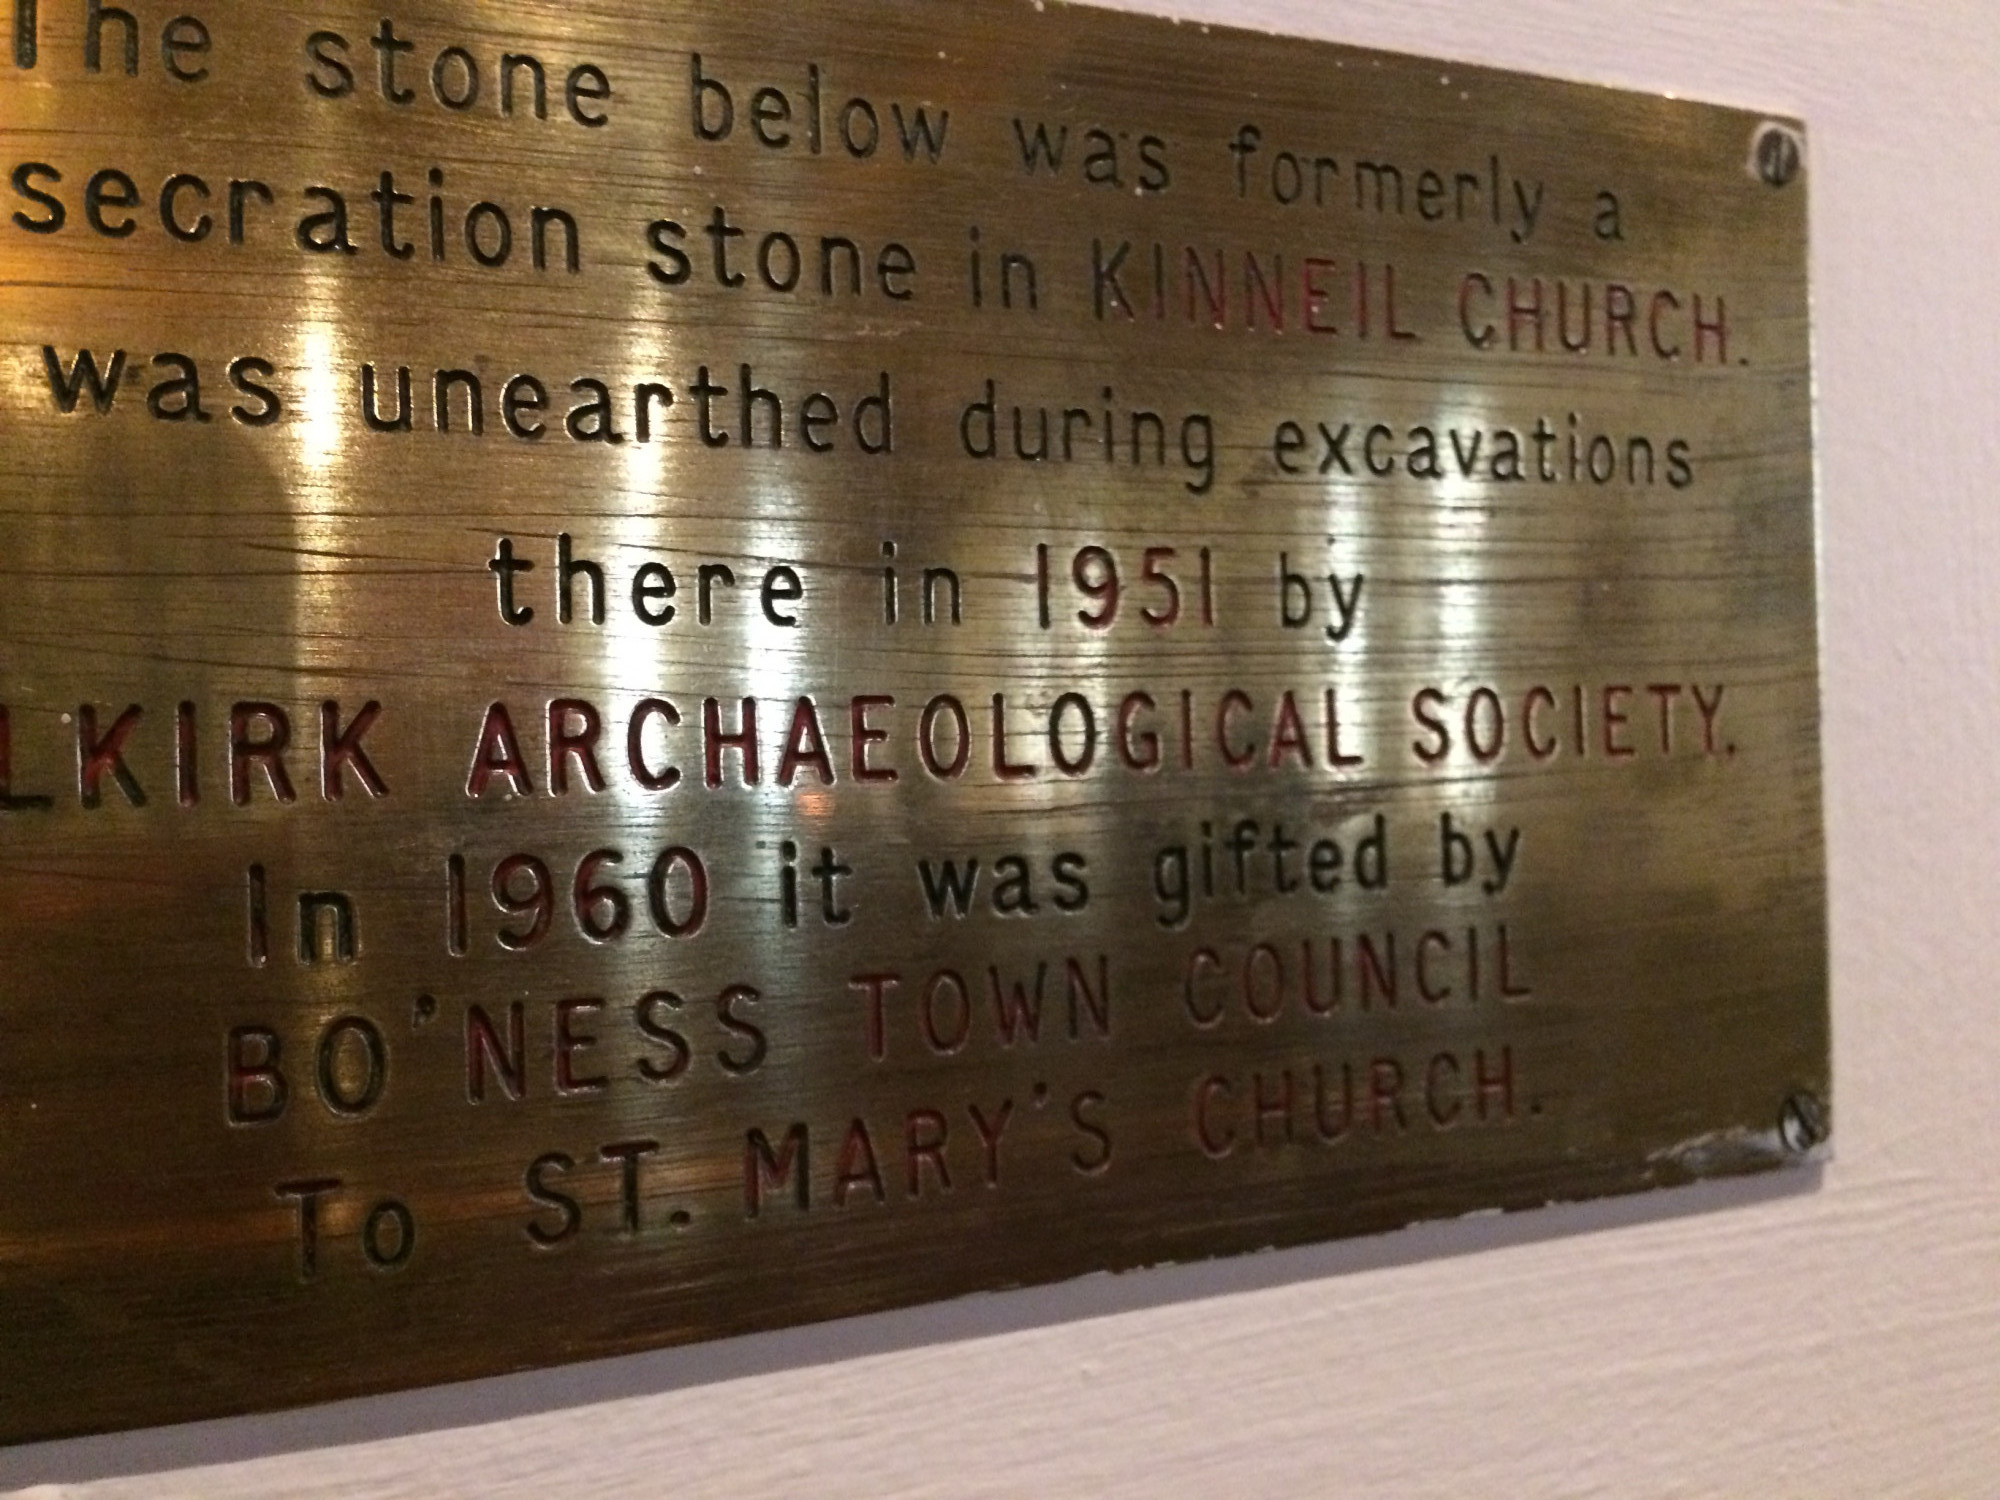 The stone below was formerly a
secration stone in KINNEIL CHURCH.
was unearthed during excavations
there in 1951 by
LKIRK ARCHAEOLOGICAL SOCIETY.
In 1960 it was gifted by
BO'NESS TOWN COUNCIL
To ST. MARY'S CHURCH.